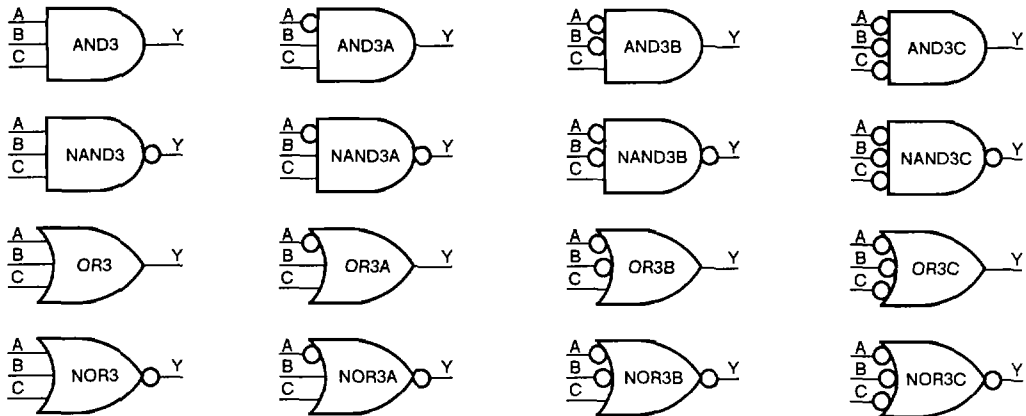 A
B AND3 Y
C
A
B AND3A Y
C
A
B AND3B Y
C
A
B AND3C Y
C
A
B NAND3 Y
C
A
B NAND3A Y
C
A
B NAND3B Y
C
A
B NAND3C Y
C
A
B OR3 Y
C
A
B OR3A Y
C
A
B OR3B Y
C
A
B OR3C Y
C
A
B NOR3 Y
C
A
B NOR3A Y
C
A
B NOR3B Y
C
A
B NOR3C Y
C